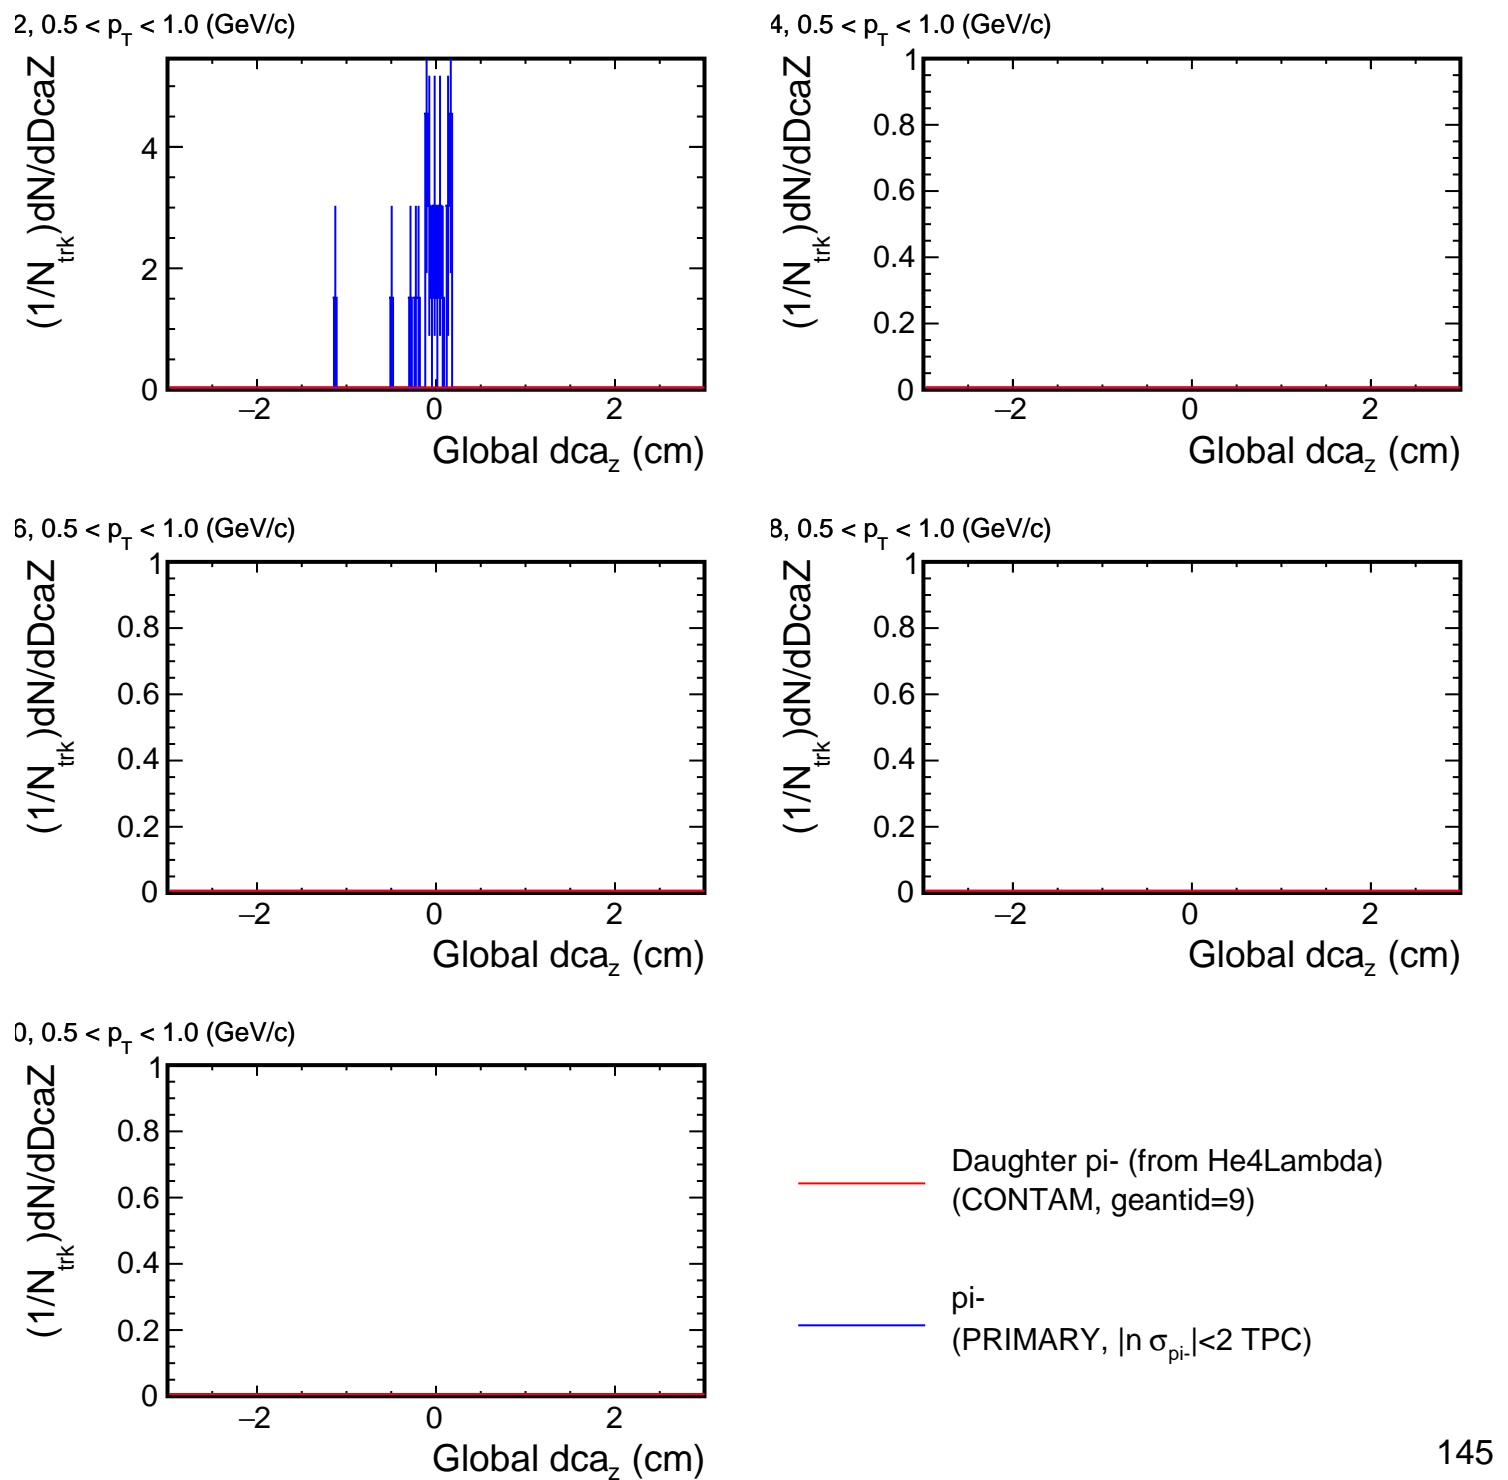 2, 0.5 < p_T < 1.0 (GeV/c)
(1/N_trk)dN/dDcaZ
4
2
0
−2 0 2
Global dca_z (cm)
4, 0.5 < p_T < 1.0 (GeV/c)
(1/N_trk)dN/dDcaZ
1
0.8
0.6
0.4
0.2
0
−2 0 2
Global dca_z (cm)
6, 0.5 < p_T < 1.0 (GeV/c)
(1/N_trk)dN/dDcaZ
1
0.8
0.6
0.4
0.2
0
−2 0 2
Global dca_z (cm)
8, 0.5 < p_T < 1.0 (GeV/c)
(1/N_trk)dN/dDcaZ
1
0.8
0.6
0.4
0.2
0
−2 0 2
Global dca_z (cm)
0, 0.5 < p_T < 1.0 (GeV/c)
(1/N_trk)dN/dDcaZ
1
0.8
0.6
0.4
0.2
0
−2 0 2
Global dca_z (cm)
Daughter pi- (from He4Lambda)
(CONTAM, geantid=9)
pi-
(PRIMARY, |n σ_pi-|<2 TPC)
145